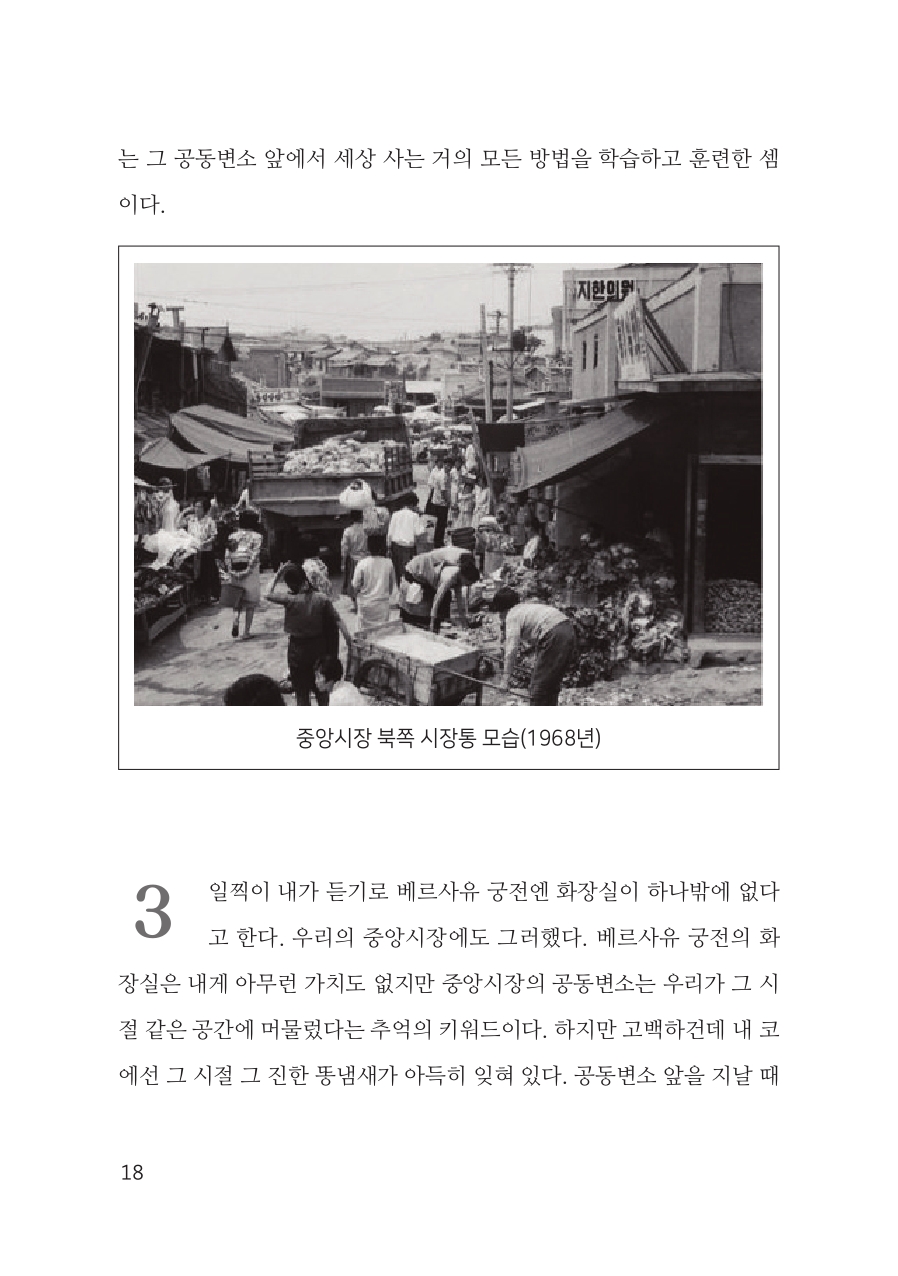 는 그 공동변소 앞에서 세상 사는 거의 모든 방법을 학습하고 훈련한 셈
이다.
지한의원
중앙시장 북쪽 시장통 모습(1968년)
3
일찍이 내가 듣기로 베르사유 궁전엔 화장실이 하나밖에 없다
고 한다. 우리의 중앙시장에도 그러했다. 베르사유 궁전의 화
장실은 내게 아무런 가치도 없지만 중앙시장의 공동변소는 우리가 그 시
절 같은 공간에 머물렀다는 추억의 키워드이다. 하지만 고백하건데 내 코
에선 그 시절 그 진한 똥냄새가 아득히 잊혀 있다. 공동변소 앞을 지날 때
18